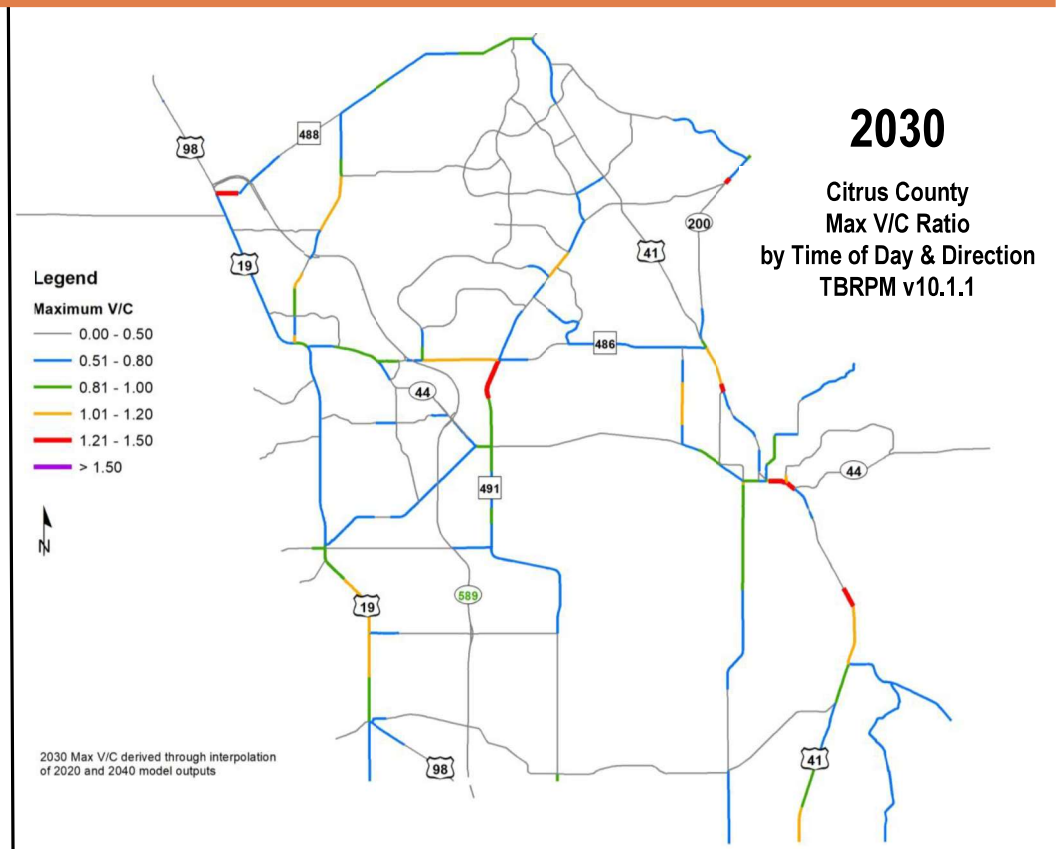 2030
Citrus County
Max V/C Ratio
by Time of Day & Direction
TBRPM v10.1.1
488
98
200
41
19
Legend
Maximum V/C
0.00 - 0.50
0.51 - 0.80
0.81 - 1.00
1.01 - 1.20
1.21 - 1.50
> 1.50
486
44
44
491
N
589
19
98
41
2030 Max V/C derived through interpolation
of 2020 and 2040 model outputs